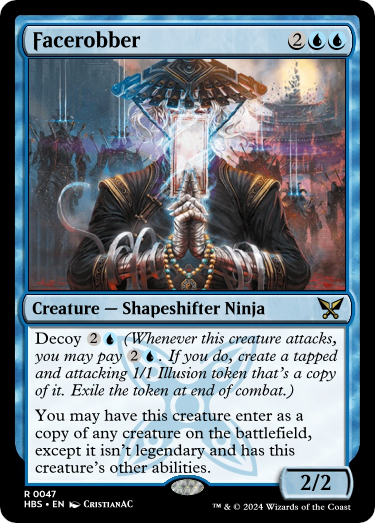 Facerobber 2
Creature — Shapeshifter Ninja
Decoy 2 (Whenever this creature attacks,
you may pay 2 . If you do, create a tapped
and attacking 1/1 Illusion token that's a copy
of it. Exile the token at end of combat.)
You may have this creature enter as a
copy of any creature on the battlefield,
except it isn't legendary and has this
creature's other abilities.
2/2
R 0047
HBS • EN CristianAC
™ & © 2024 Wizards of the Coast